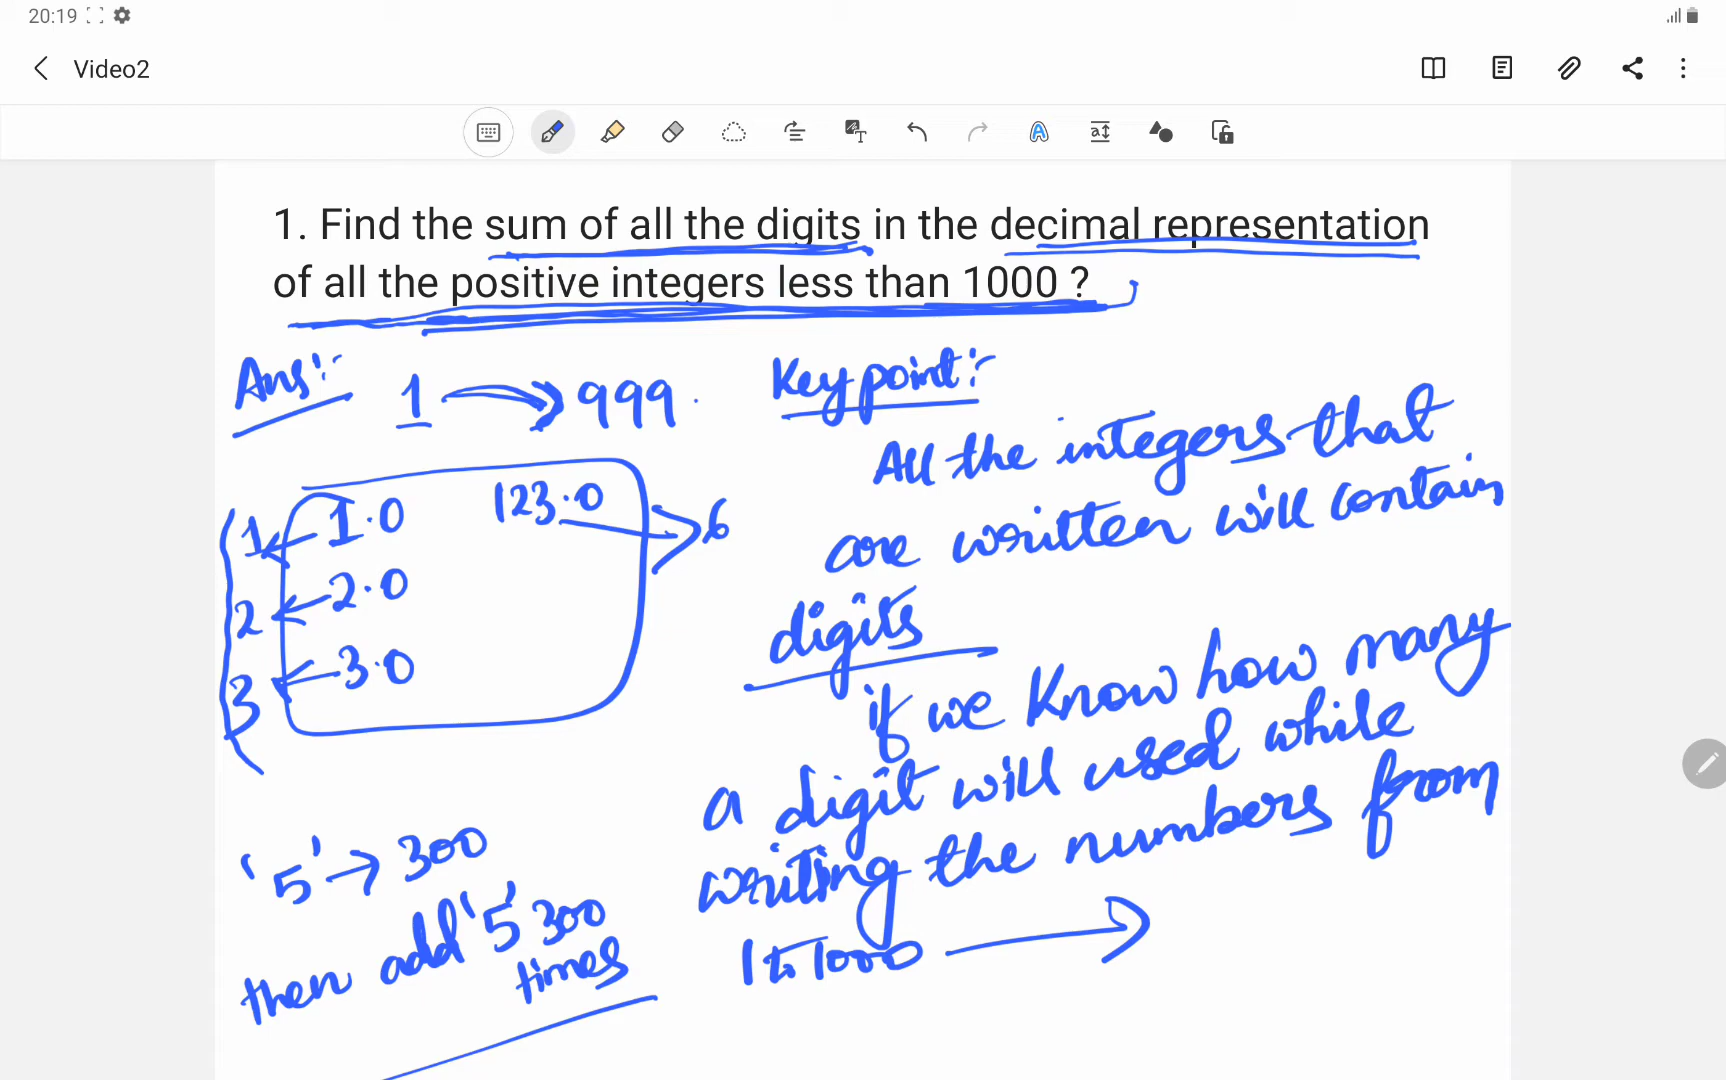 20:19
Video2
1. Find the sum of all the digits in the decimal representation
of all the positive integers less than 1000 ?
Ans:-
1 → 999.
Key point:-
All the integers that
are written will contain
digits
1 ← 1.0
123.0 → 6
2 ← 2.0
3 ← 3.0
if we know how many
a digit will used while
writing the numbers from
1 to 1000 →
'5' → 300
then add '5' 300
times